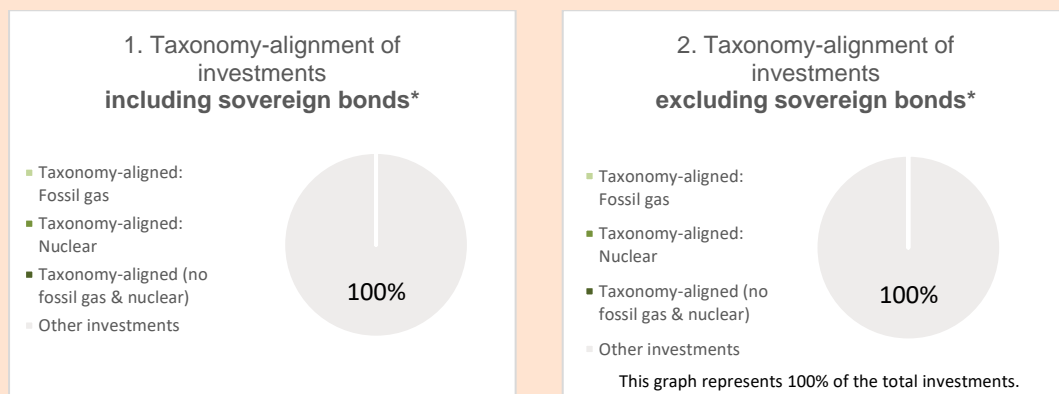 1. Taxonomy-alignment of
investments
including sovereign bonds*
Taxonomy-aligned:
Fossil gas
Taxonomy-aligned:
Nuclear
Taxonomy-aligned (no
fossil gas & nuclear)
Other investments
100%
2. Taxonomy-alignment of
investments
excluding sovereign bonds*
Taxonomy-aligned:
Fossil gas
Taxonomy-aligned:
Nuclear
Taxonomy-aligned (no
fossil gas & nuclear)
Other investments
100%
This graph represents 100% of the total investments.